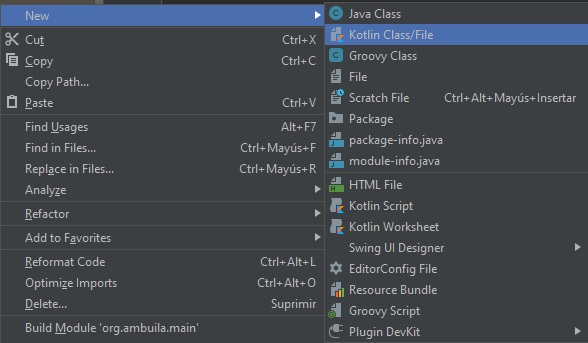 New
Cut Ctrl+X
Copy Ctrl+C
Copy Path...
Paste Ctrl+V
Find Usages Alt+F7
Find in Files... Ctrl+Mayús+F
Replace in Files... Ctrl+Mayús+R
Analyze
Refactor
Add to Favorites
Reformat Code Ctrl+Alt+L
Optimize Imports Ctrl+Alt+O
Delete... Suprimir
Build Module 'org.ambuila.main'
Java Class
Kotlin Class/File
Groovy Class
File
Scratch File Ctrl+Alt+Mayús+Insertar
Package
package-info.java
module-info.java
HTML File
Kotlin Script
Kotlin Worksheet
Swing UI Designer
EditorConfig File
Resource Bundle
Groovy Script
Plugin DevKit